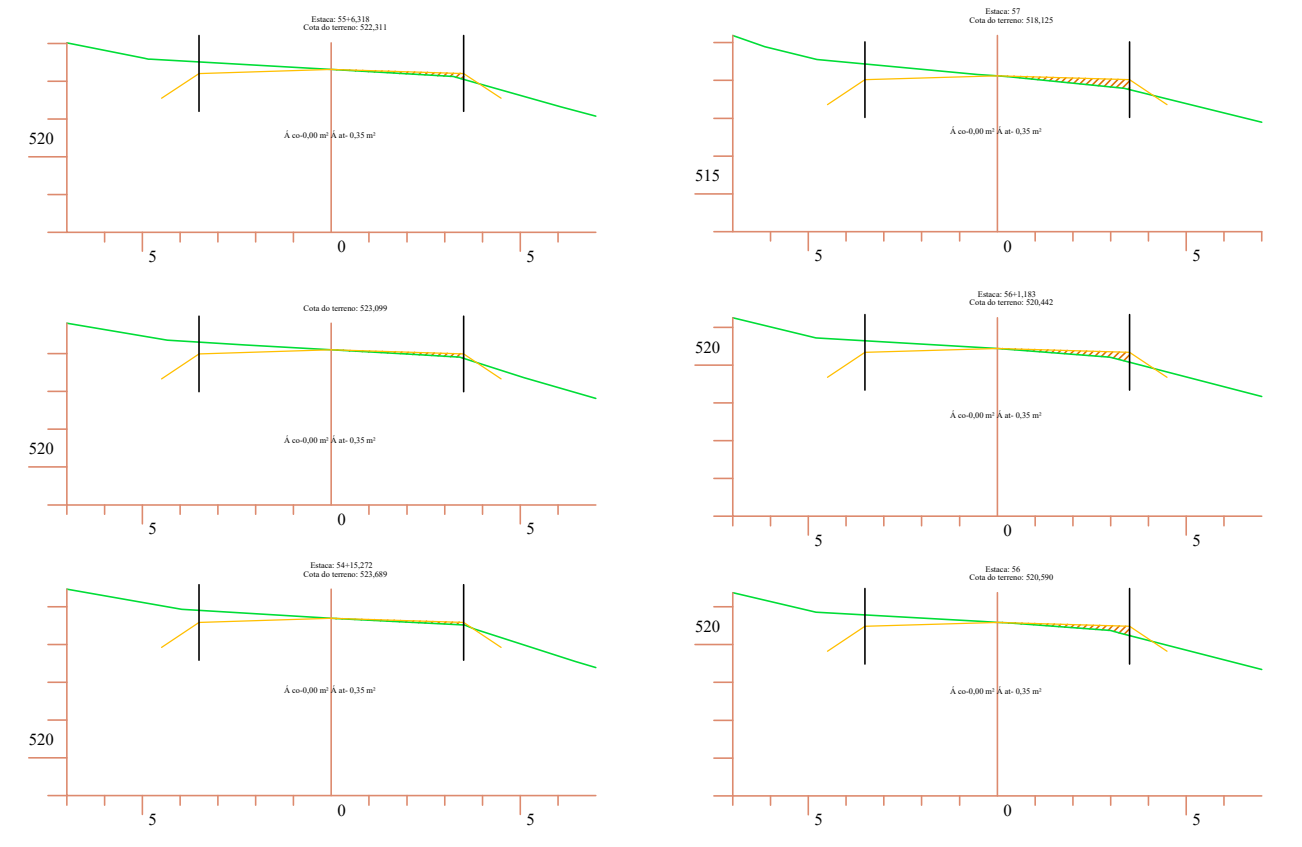 Estaca: 55+6,318
Cota do terreno: 522,311
520
Á co-0,00 m² Á at- 0,35 m²
0
5
5
Estaca: 57
Cota do terreno: 518,125
515
Á co-0,00 m² Á at- 0,35 m²
0
5
5
Cota do terreno: 523,099
520
Á co-0,00 m² Á at- 0,35 m²
0
5
5
Estaca: 56+1,183
Cota do terreno: 520,442
520
Á co-0,00 m² Á at- 0,35 m²
0
5
5
Estaca: 54+15,272
Cota do terreno: 523,689
520
Á co-0,00 m² Á at- 0,35 m²
0
5
5
Estaca: 56
Cota do terreno: 520,590
520
Á co-0,00 m² Á at- 0,35 m²
0
5
5